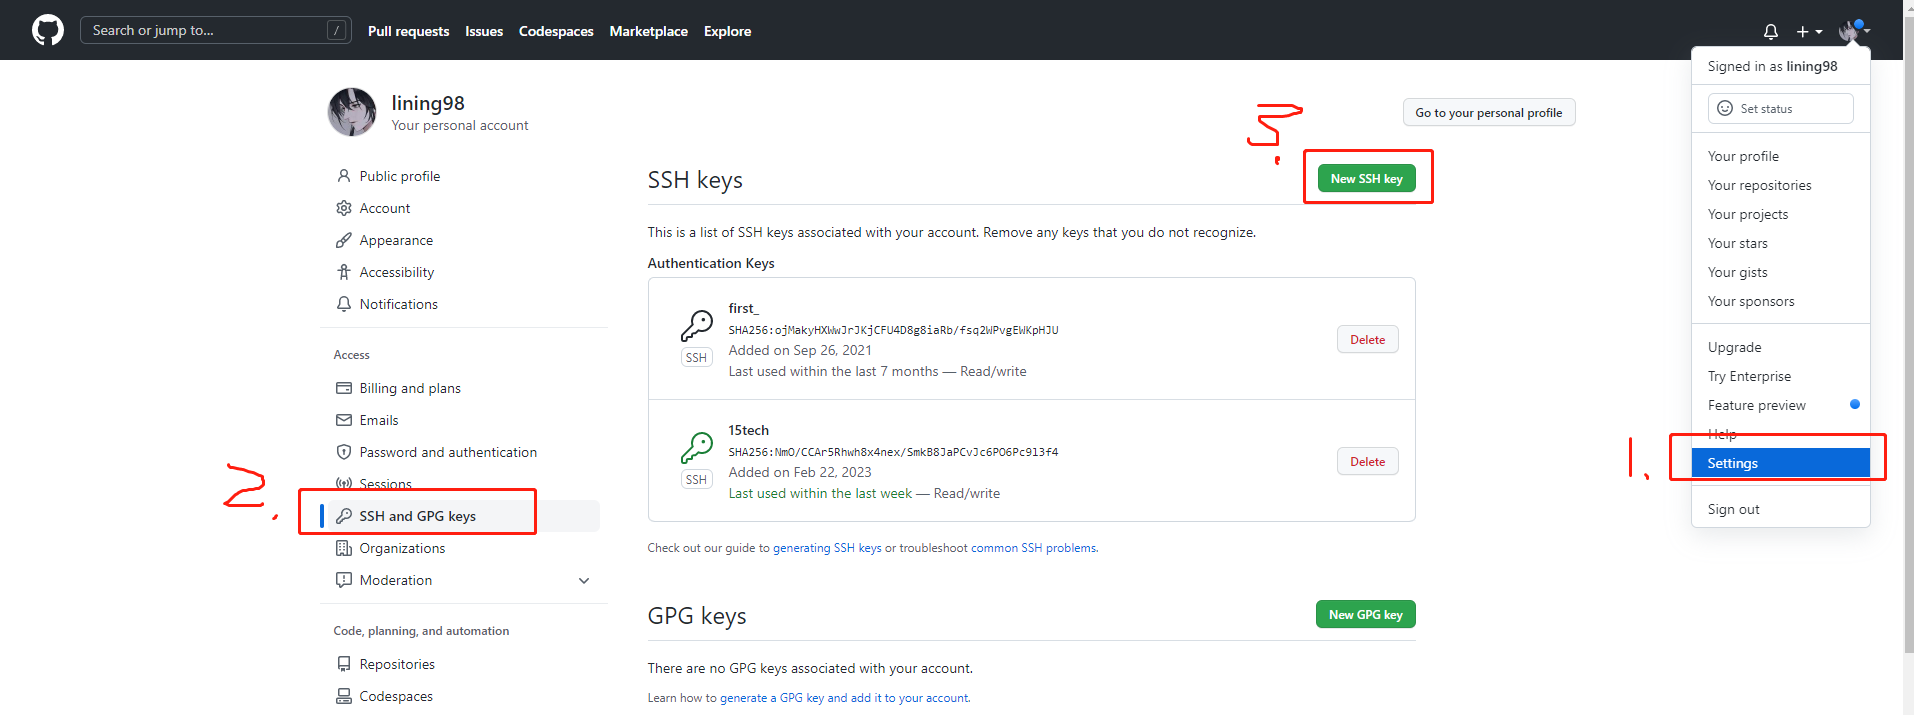 Search or jump to...
/
Pull requests
Issues
Codespaces
Marketplace
Explore
Signed in as lining98
Set status
Your profile
Your repositories
Your projects
Your stars
Your gists
Your sponsors
Upgrade
Try Enterprise
Feature preview
Help
Settings
Sign out
1.
lining98
Your personal account
Go to your personal profile
Public profile
Account
Appearance
Accessibility
Notifications
Access
Billing and plans
Emails
Password and authentication
Sessions
2.
SSH and GPG keys
Organizations
Moderation
Code, planning, and automation
Repositories
Codespaces
SSH keys
3.
New SSH key
This is a list of SSH keys associated with your account. Remove any keys that you do not recognize.
Authentication Keys
first_
SHA256:ojMakyHXWwJrJKjCFU4D8g8iaRb/fsq2WPvgEWKpHJU
Added on Sep 26, 2021
Last used within the last 7 months — Read/write
SSH
Delete
15tech
SHA256:NmO/CCAr5Rhwh8x4nex/SmkB8JaPCvJc6PO6Pc9l3f4
Added on Feb 22, 2023
Last used within the last week — Read/write
SSH
Delete
Check out our guide to generating SSH keys or troubleshoot common SSH problems.
GPG keys
New GPG key
There are no GPG keys associated with your account.
Learn how to generate a GPG key and add it to your account.